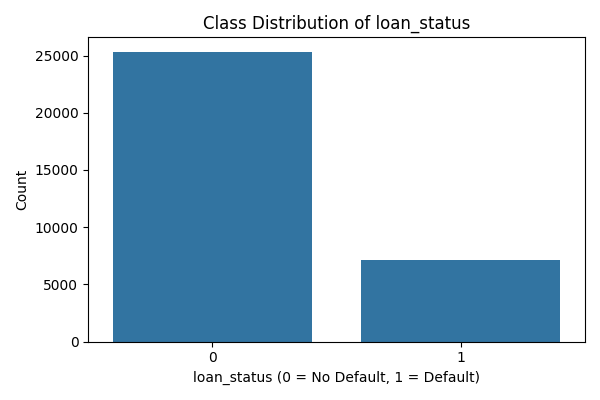 Class Distribution of loan_status
Count
25000
20000
15000
10000
5000
0
0 1
loan_status (0 = No Default, 1 = Default)